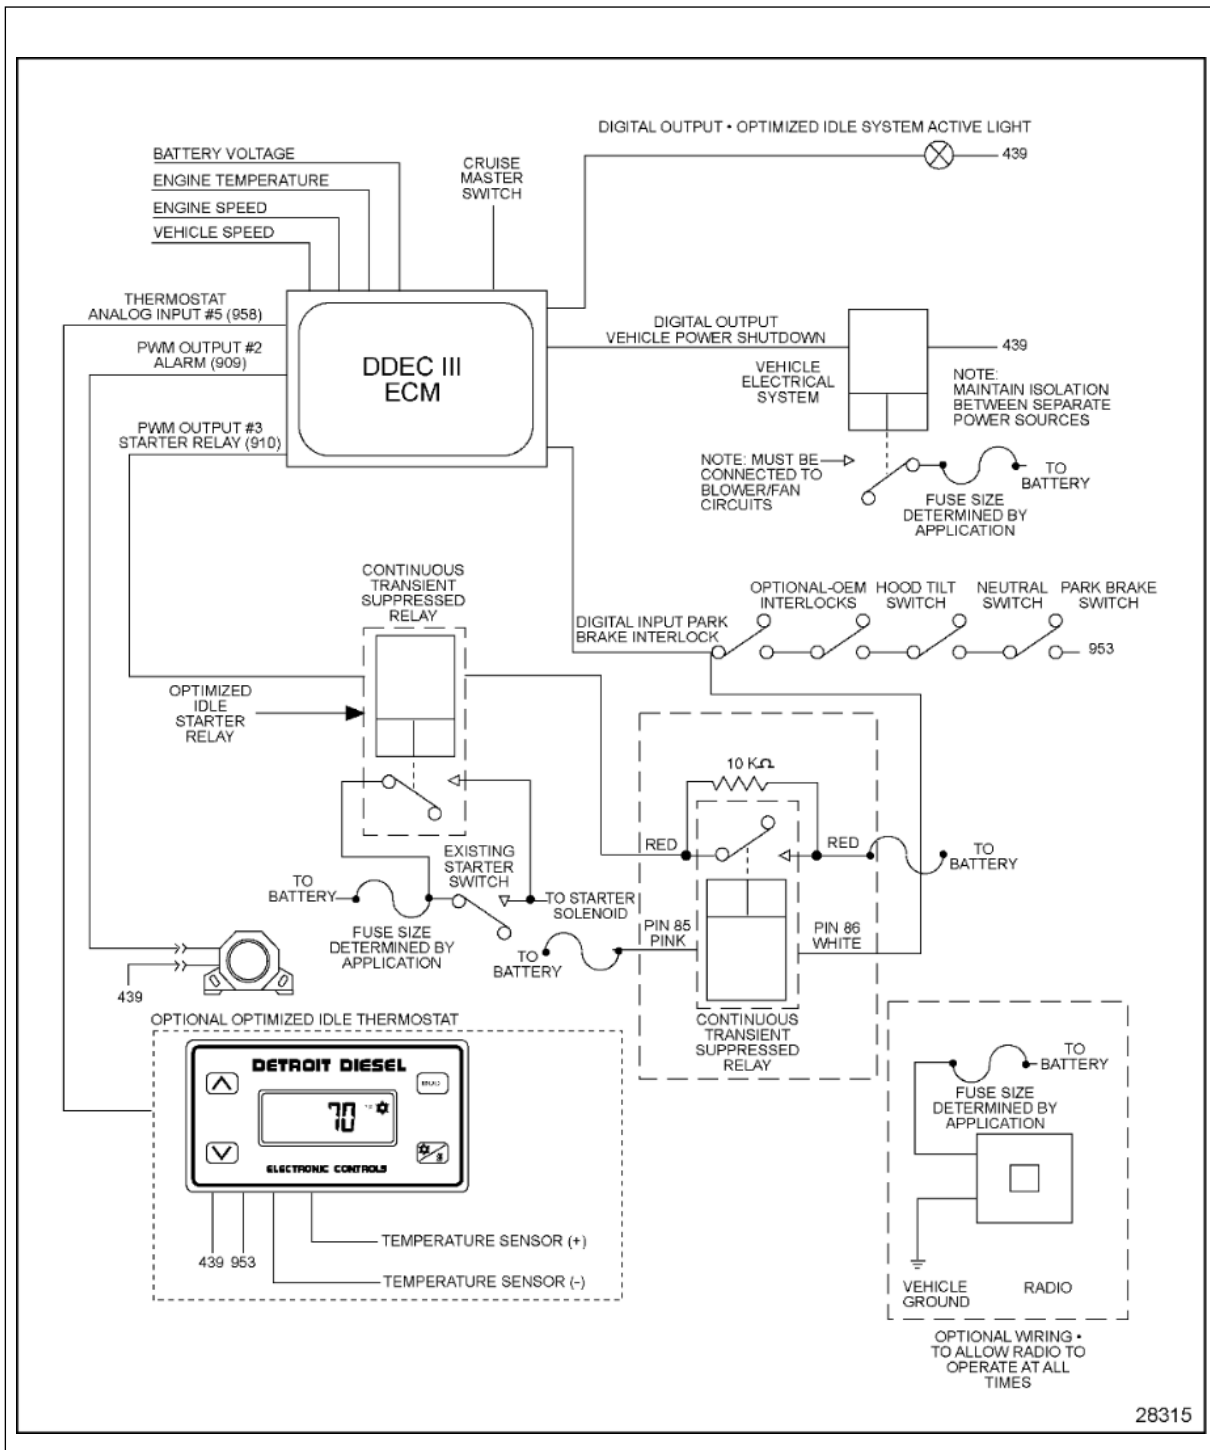 DIGITAL OUTPUT • OPTIMIZED IDLE SYSTEM ACTIVE LIGHT
439
BATTERY VOLTAGE
ENGINE TEMPERATURE
ENGINE SPEED
VEHICLE SPEED
CRUISE
MASTER
SWITCH
THERMOSTAT
ANALOG INPUT #5 (958)
PWM OUTPUT #2
ALARM (909)
PWM OUTPUT #3
STARTER RELAY (910)
DDEC III
ECM
DIGITAL OUTPUT
VEHICLE POWER SHUTDOWN
439
VEHICLE
ELECTRICAL
SYSTEM
NOTE:
MAINTAIN ISOLATION
BETWEEN SEPARATE
POWER SOURCES
NOTE: MUST BE
CONNECTED TO
BLOWER/FAN
CIRCUITS
TO
BATTERY
FUSE SIZE
DETERMINED BY
APPLICATION
CONTINUOUS
TRANSIENT
SUPPRESSED
RELAY
OPTIONAL-OEM
INTERLOCKS
HOOD TILT
SWITCH
NEUTRAL
SWITCH
PARK BRAKE
SWITCH
DIGITAL INPUT PARK
BRAKE INTERLOCK
953
OPTIMIZED
IDLE
STARTER
RELAY
10 KΩ
RED
RED
TO
BATTERY
EXISTING
STARTER
SWITCH
TO
BATTERY
TO STARTER
SOLENOID
FUSE SIZE
DETERMINED BY
APPLICATION
TO
BATTERY
PIN 85
PINK
PIN 86
WHITE
439
CONTINUOUS
TRANSIENT
SUPPRESSED
RELAY
OPTIONAL OPTIMIZED IDLE THERMOSTAT
DETROIT DIESEL
70
ELECTRONIC CONTROLS
439 953
TEMPERATURE SENSOR (+)
TEMPERATURE SENSOR (-)
TO
BATTERY
FUSE SIZE
DETERMINED BY
APPLICATION
VEHICLE
GROUND
RADIO
OPTIONAL WIRING •
TO ALLOW RADIO TO
OPERATE AT ALL
TIMES
28315